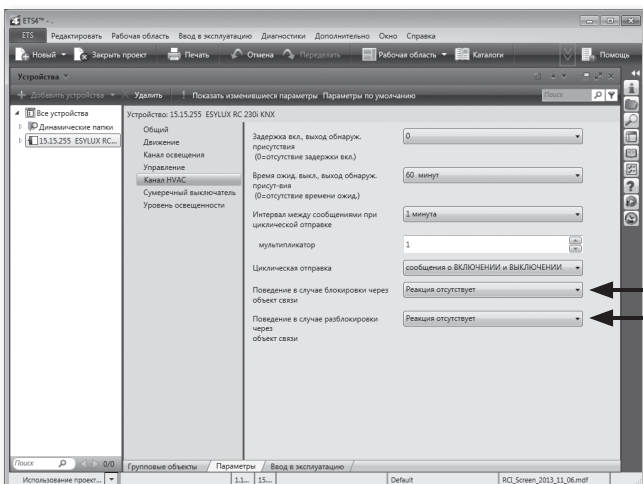 ETS4™ - .
ETS Редактировать Рабочая область Ввод в эксплуатацию Диагностики Дополнительно Окно Справка
Новый Закрыть проект Печать Отмена Переделать Рабочая область Каталоги Помощь
Устройства
Добавить устройства Удалить Показать изменившиеся параметры Параметры по умолчанию Поиск
Все устройства
Динамические папки
15.15.255 ESYLUX RC...
Устройство: 15.15.255 ESYLUX RC 230i KNX
Общий
Движение
Канал освещения
Управление
Канал HVAC
Сумеречный выключатель
Уровень освещенности
Задержка вкл., выход обнаруж.
присутствия
(0=отсутствие задержки вкл.)
0
Время ожид. выкл., выход обнаруж.
присут-вия
(0=отсутствие времени ожид.)
60 минут
Интервал между сообщениями при
циклической отправке
1 минута
мультипликатор
1
Циклическая отправка
сообщения о ВКЛЮЧЕНИИ и ВЫКЛЮЧЕНИИ
Поведение в случае блокировки через
объект связи
Реакция отсутствует
Поведение в случае разблокировки
через
объект связи
Реакция отсутствует
Поиск 0/0
Групповые объекты Параметры Ввод в эксплуатацию
Использование проект... 1.1... 15.... Default RCI_Screen_2013_11_06.mdf